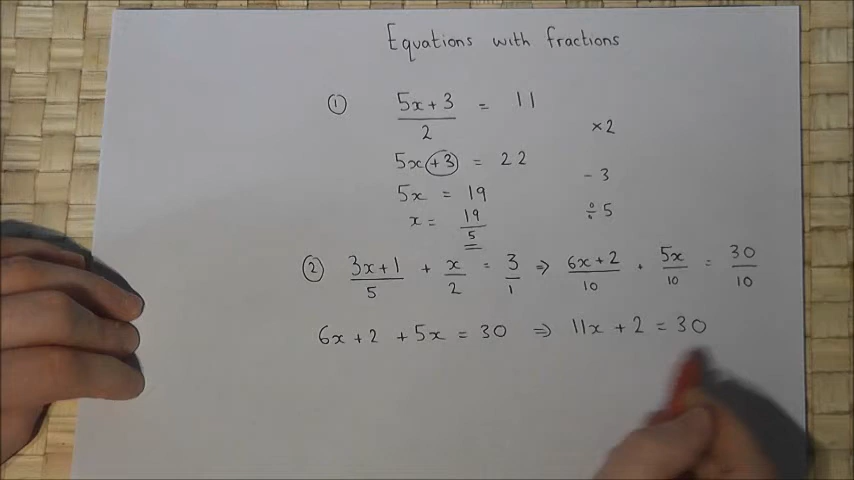 Equations with fractions
① (5x + 3)/2 = 11
×2
5x + 3 = 22
- 3
5x = 19
÷ 5
x = 19/5
② (3x + 1)/5 + x/2 = 3/1 ⇒ (6x + 2)/10 + 5x/10 = 30/10
6x + 2 + 5x = 30 ⇒ 11x + 2 = 30